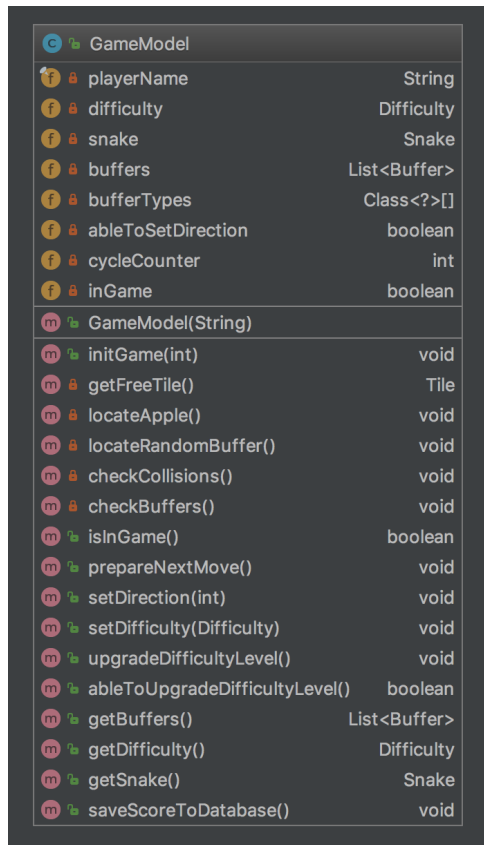 C GameModel
f playerName String
f difficulty Difficulty
f snake Snake
f buffers List<Buffer>
f bufferTypes Class<?>[]
f ableToSetDirection boolean
f cycleCounter int
f inGame boolean
m GameModel(String)
m initGame(int) void
m getFreeTile() Tile
m locateApple() void
m locateRandomBuffer() void
m checkCollisions() void
m checkBuffers() void
m isInGame() boolean
m prepareNextMove() void
m setDirection(int) void
m setDifficulty(Difficulty) void
m upgradeDifficultyLevel() void
m ableToUpgradeDifficultyLevel() boolean
m getBuffers() List<Buffer>
m getDifficulty() Difficulty
m getSnake() Snake
m saveScoreToDatabase() void